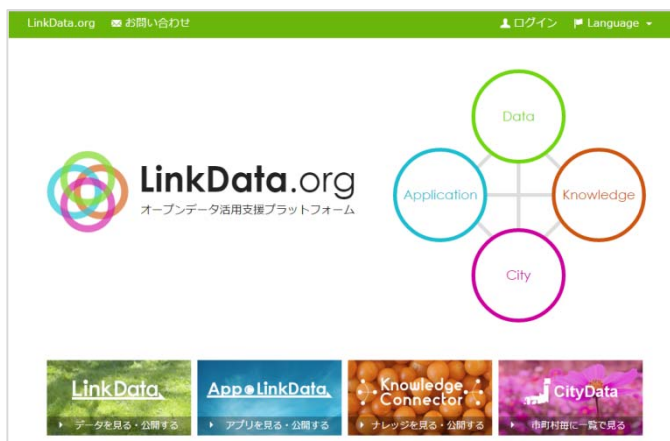 LinkData.org お問い合わせ ログイン Language
Data
LinkData.org
オープンデータ活用支援プラットフォーム
Application
Knowledge
City
LinkData
データを見る・公開する
App LinkData
アプリを見る・公開する
Knowledge
Connector
ナレッジを見る・公開する
CityData
市町村毎に一覧で見る